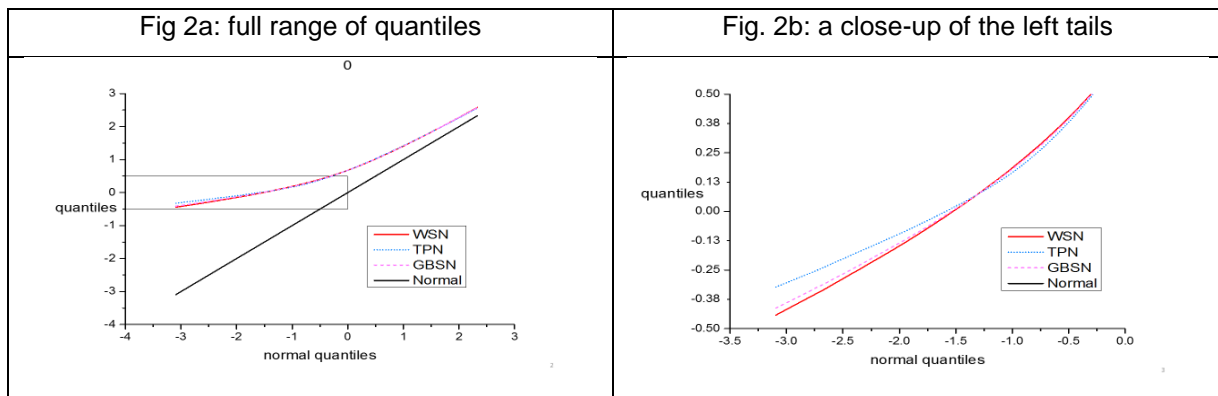 Fig 2a: full range of quantiles
0
3
2
1
0
quantiles
-1
-2
-3
-4
-4 -3 -2 -1 0 1 2 3
normal quantiles
WSN
TPN
GBSN
Normal
2
Fig. 2b: a close-up of the left tails
0.50
0.38
0.25
0.13
quantiles
0.00
-0.13
-0.25
-0.38
-0.50
-3.5 -3.0 -2.5 -2.0 -1.5 -1.0 -0.5 0.0
normal quantiles
WSN
TPN
GBSN
Normal
3